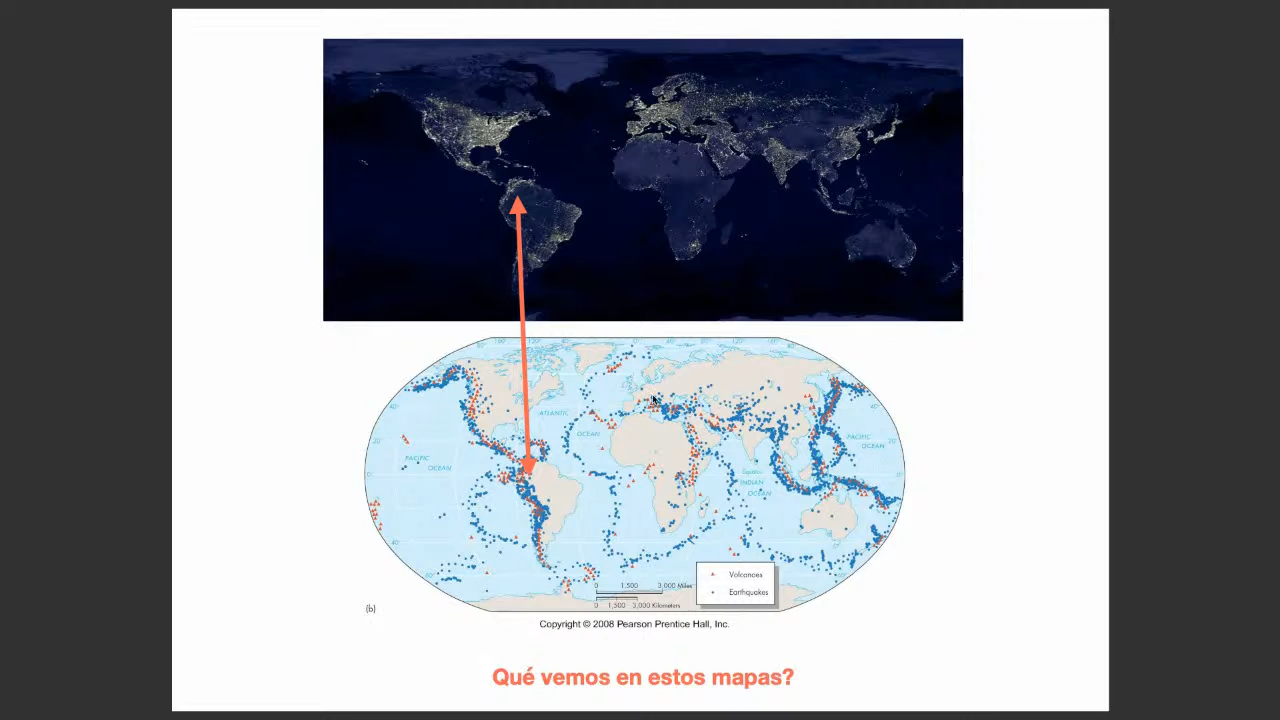 ATLANTIC
OCEAN
PACIFIC
OCEAN
PACIFIC
OCEAN
Equator
INDIAN
OCEAN
0 1,500 3,000 Miles
0 1,500 3,000 Kilometers
Volcanoes
Earthquakes
(b)
Copyright © 2008 Pearson Prentice Hall, Inc.
Qué vemos en estos mapas?